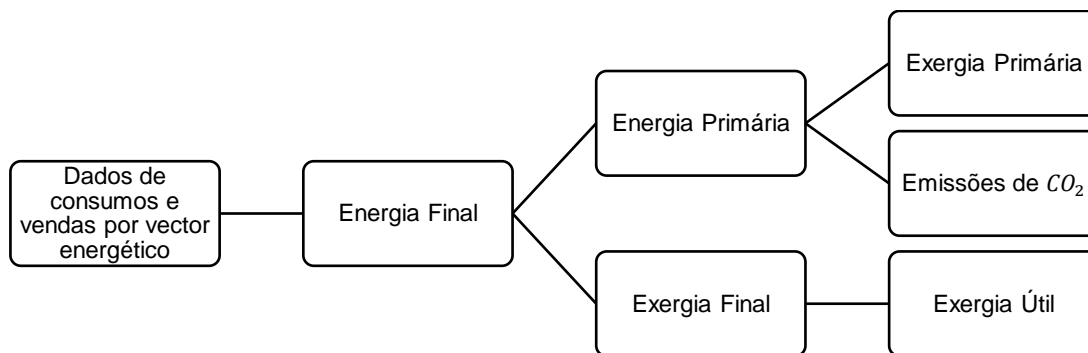 Dados de
consumos e
vendas por vector
energético
Energia Final
Energia Primária
Exergia Primária
Emissões de CO₂
Exergia Final
Exergia Útil